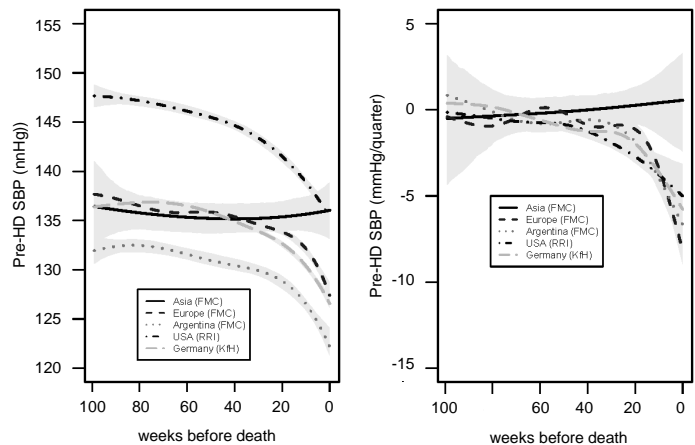 155
150
145
140
135
130
125
120
Pre-HD SBP (nnHg))
Asia (FMC)
Europe (FMC)
Argentina (FMC)
USA (RRI)
Germany (KfH)
100 80 60 40 20 0
weeks before death
5
0
-5
-10
-15
Pre-HD SBP (mmHg/quarter)
Asia (FMC)
Europe (FMC)
Argentina (FMC)
USA (RRI)
Germany (KfH)
100 60 40 20 0
weeks before death